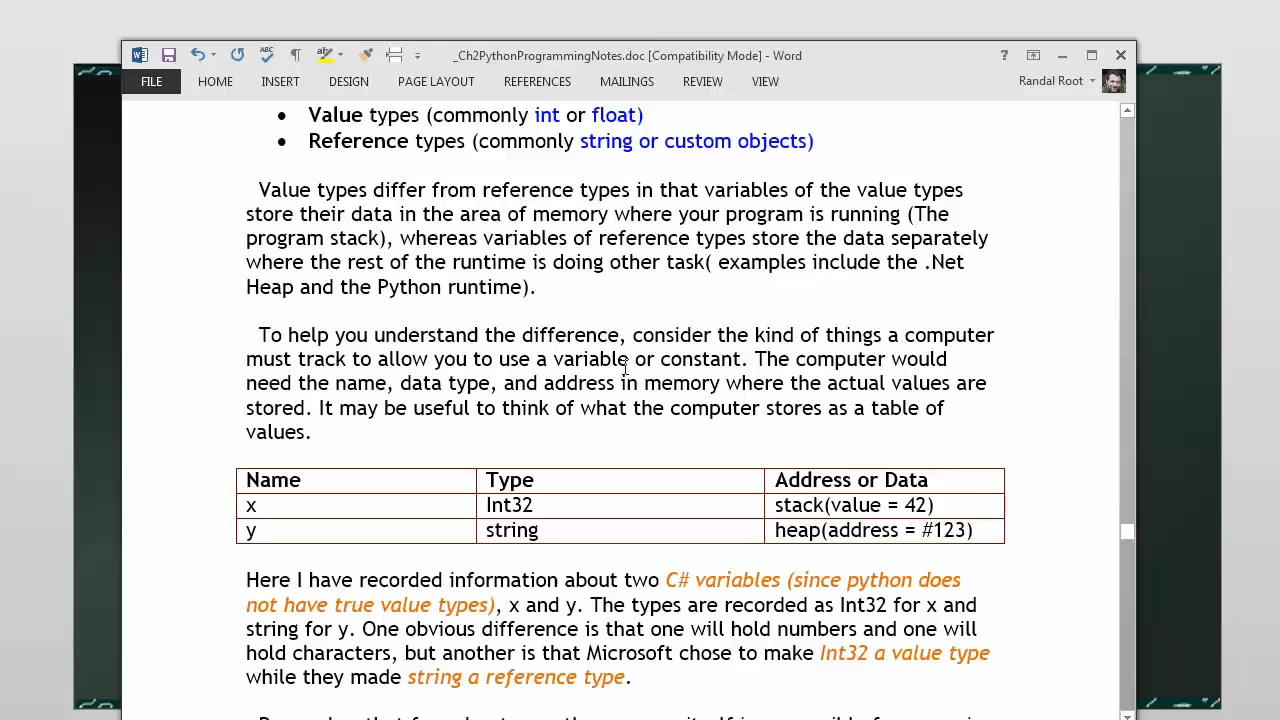 _Ch2PythonProgrammingNotes.doc [Compatibility Mode] - Word
FILE HOME INSERT DESIGN PAGE LAYOUT REFERENCES MAILINGS REVIEW VIEW Randal Root
• Value types (commonly int or float)
• Reference types (commonly string or custom objects)
Value types differ from reference types in that variables of the value types
store their data in the area of memory where your program is running (The
program stack), whereas variables of reference types store the data separately
where the rest of the runtime is doing other task( examples include the .Net
Heap and the Python runtime).
To help you understand the difference, consider the kind of things a computer
must track to allow you to use a variable or constant. The computer would
need the name, data type, and address in memory where the actual values are
stored. It may be useful to think of what the computer stores as a table of
values.
Name Type Address or Data
x Int32 stack(value = 42)
y string heap(address = #123)
Here I have recorded information about two C# variables (since python does
not have true value types), x and y. The types are recorded as Int32 for x and
string for y. One obvious difference is that one will hold numbers and one will
hold characters, but another is that Microsoft chose to make Int32 a value type
while they made string a reference type.